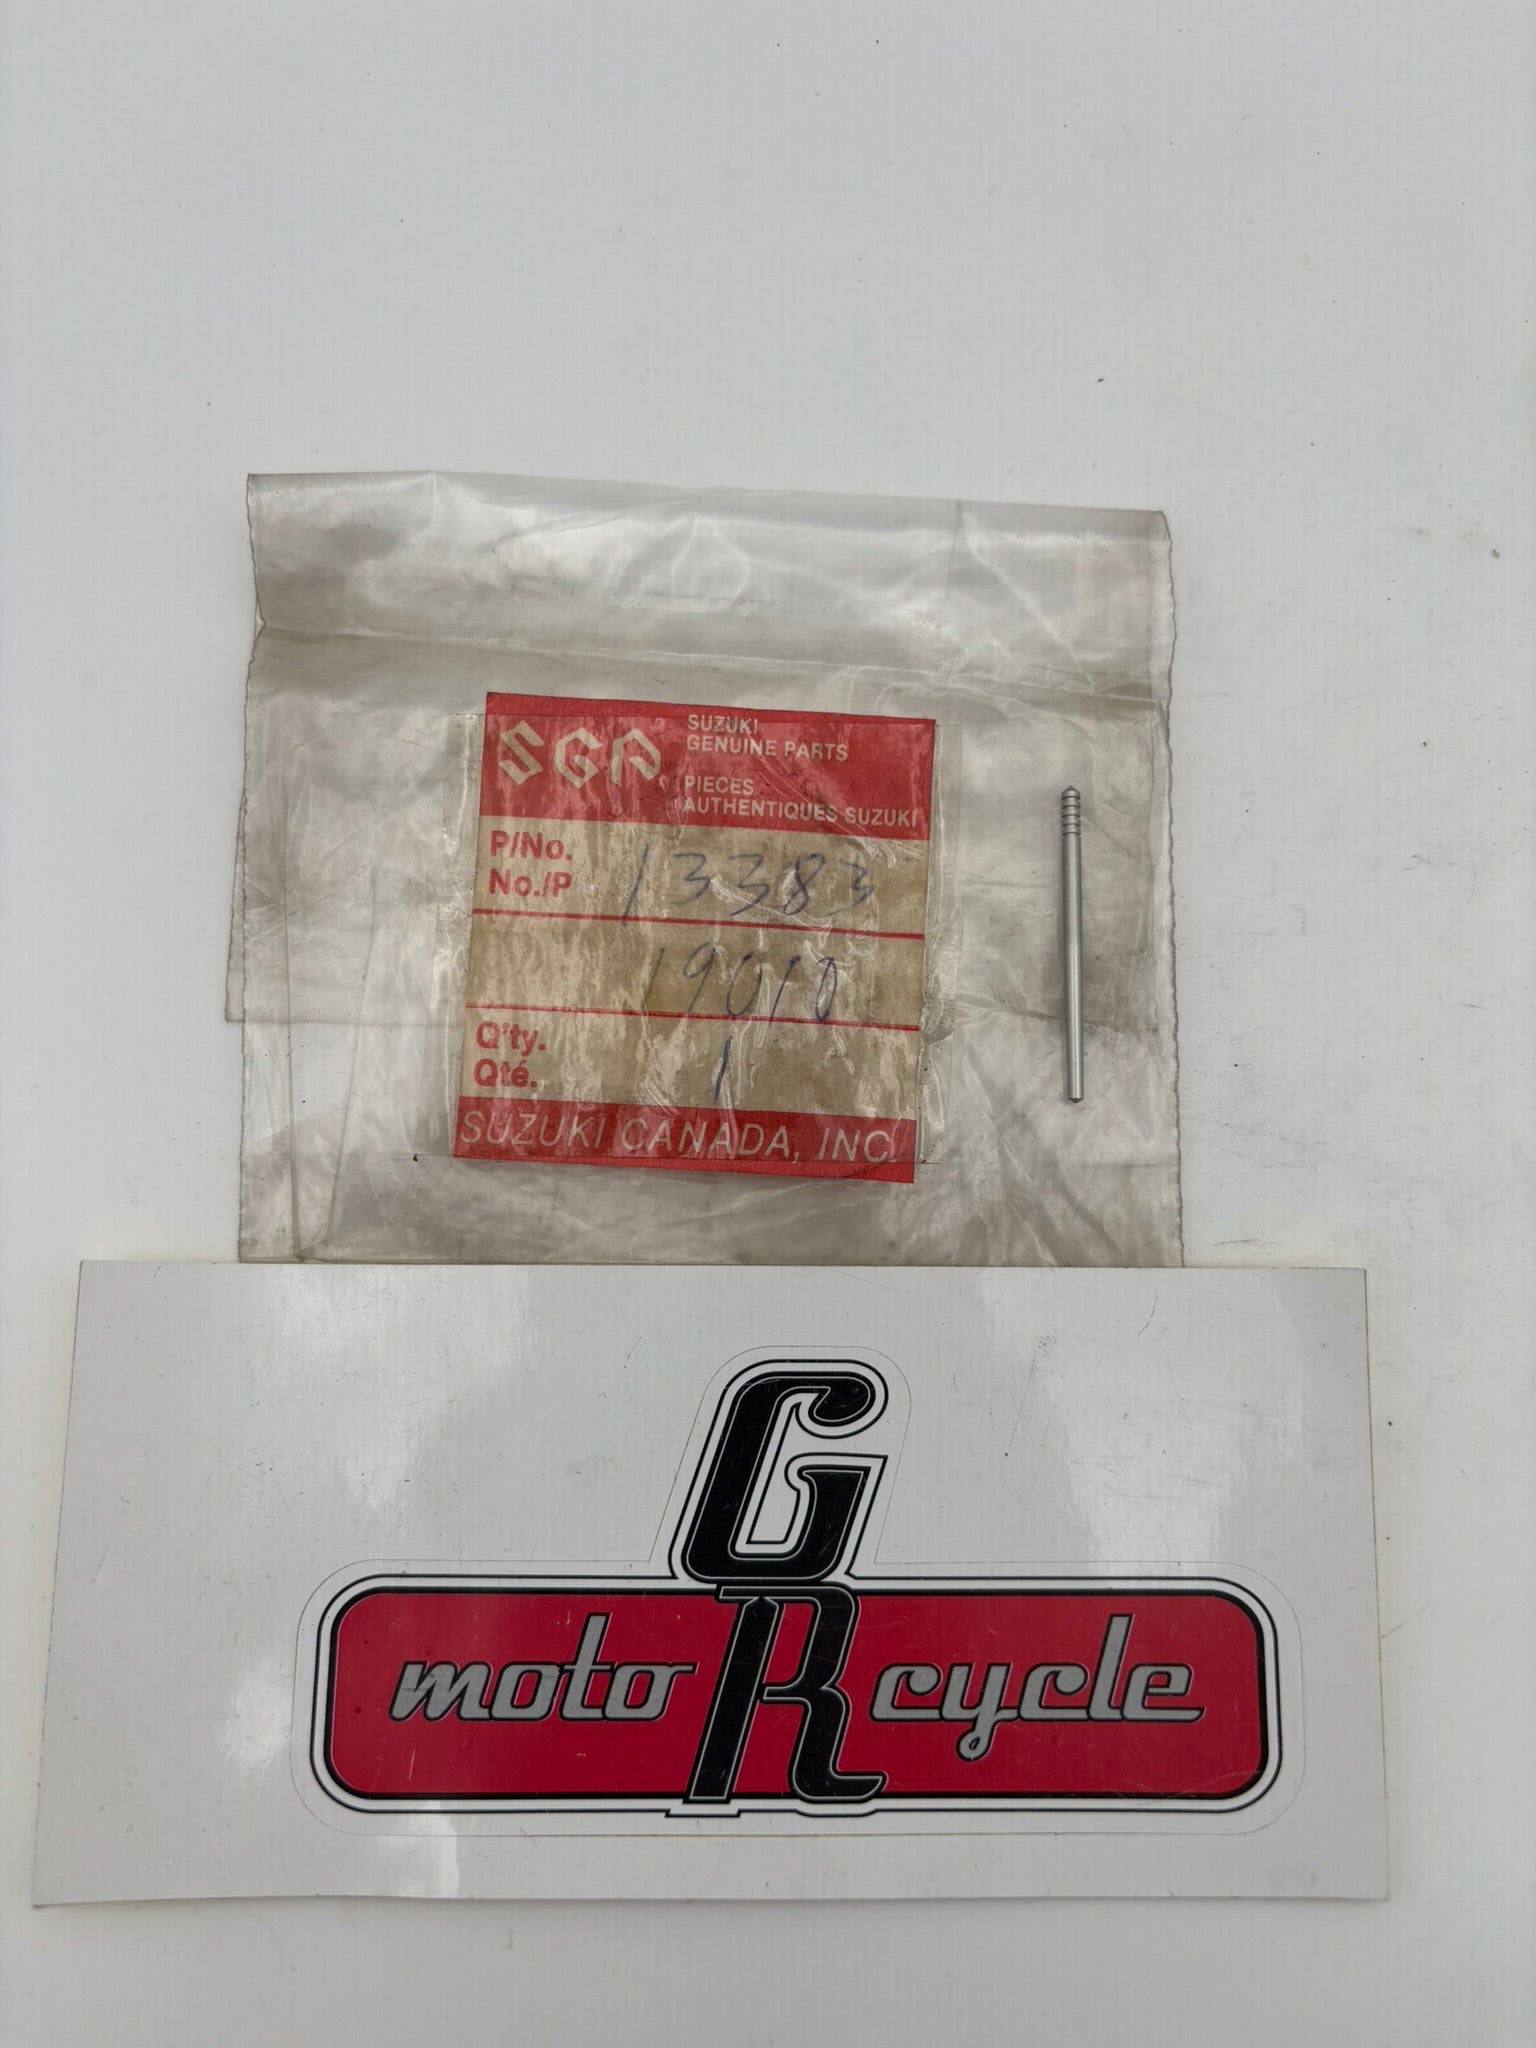 SGP
SUZUKI
GENUINE PARTS
PIECES
AUTHENTIQUES SUZUKI
P/No.
No./P
13383
19010
Q'ty.
Qté.
1
SUZUKI CANADA, INC.
G
moto R cycle